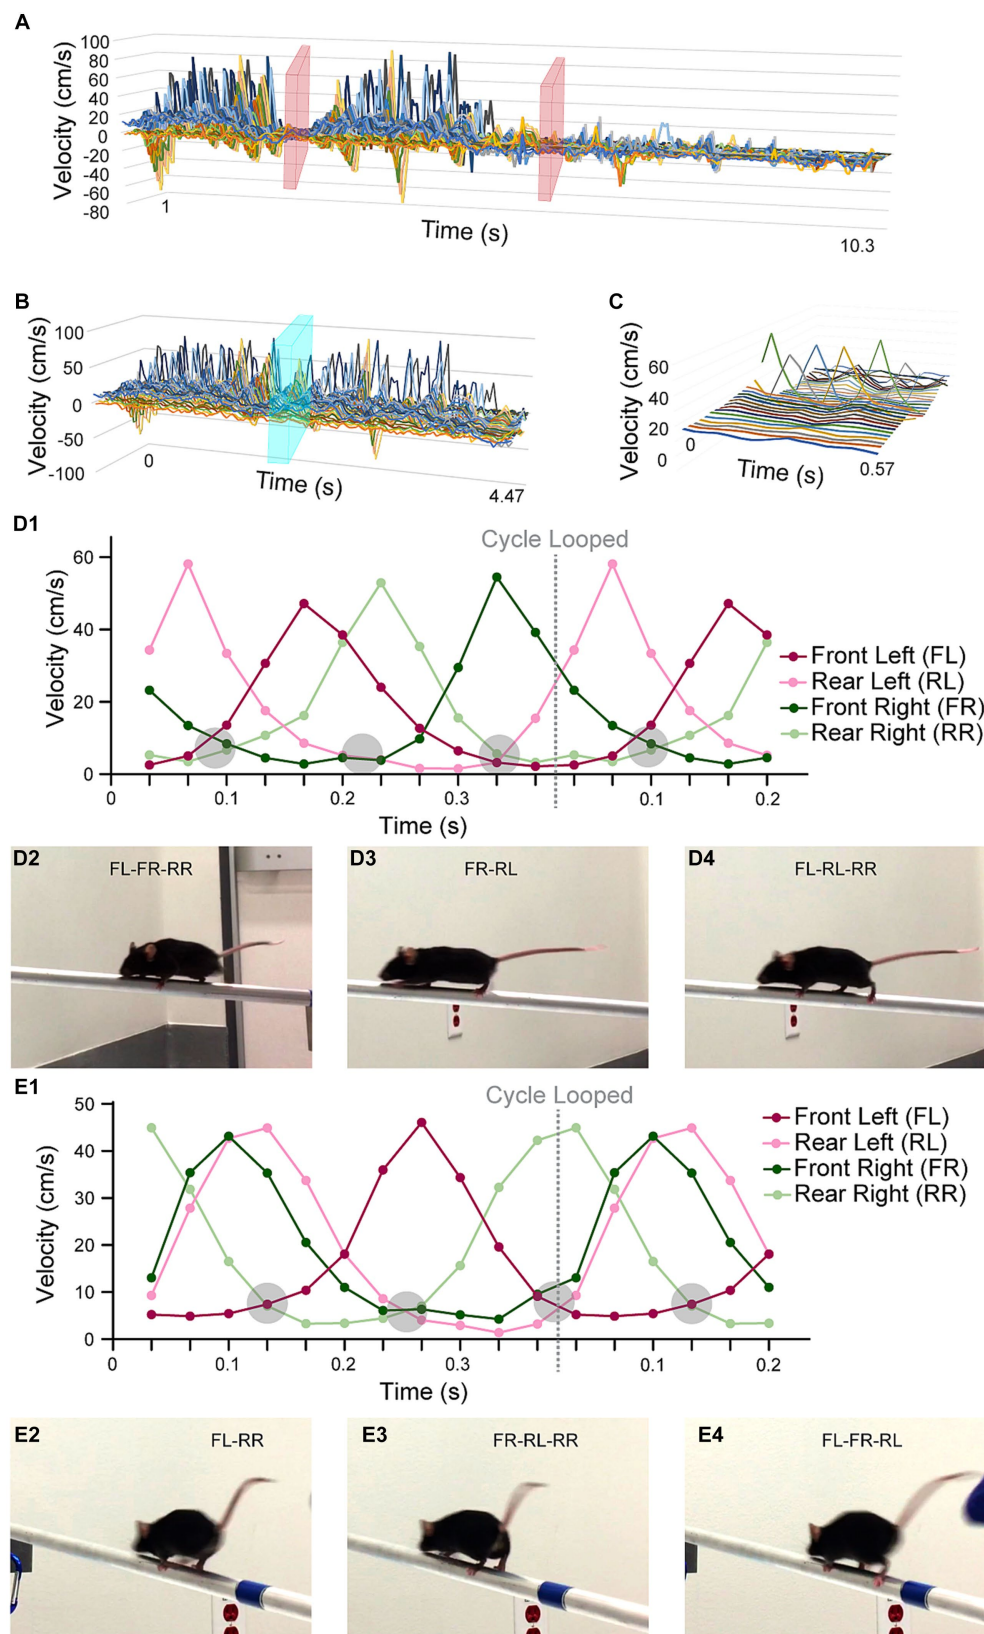 A
Velocity (cm/s)
100
80
60
40
20
0
-20
-40
-60
-80
1
Time (s)
10.3
B
Velocity (cm/s)
100
50
0
-50
-100
0
Time (s)
4.47
C
Velocity (cm/s)
60
40
20
0
0
Time (s)
0.57
D1
Cycle Looped
Velocity (cm/s)
60
40
20
0
0 0.1 0.2 0.3 0.1 0.2
Time (s)
Front Left (FL)
Rear Left (RL)
Front Right (FR)
Rear Right (RR)
D2 FL-FR-RR
D3 FR-RL
D4 FL-RL-RR
E1
Cycle Looped
Velocity (cm/s)
50
40
30
20
10
0
0 0.1 0.2 0.3 0.1 0.2
Time (s)
Front Left (FL)
Rear Left (RL)
Front Right (FR)
Rear Right (RR)
E2 FL-RR
E3 FR-RL-RR
E4 FL-FR-RL